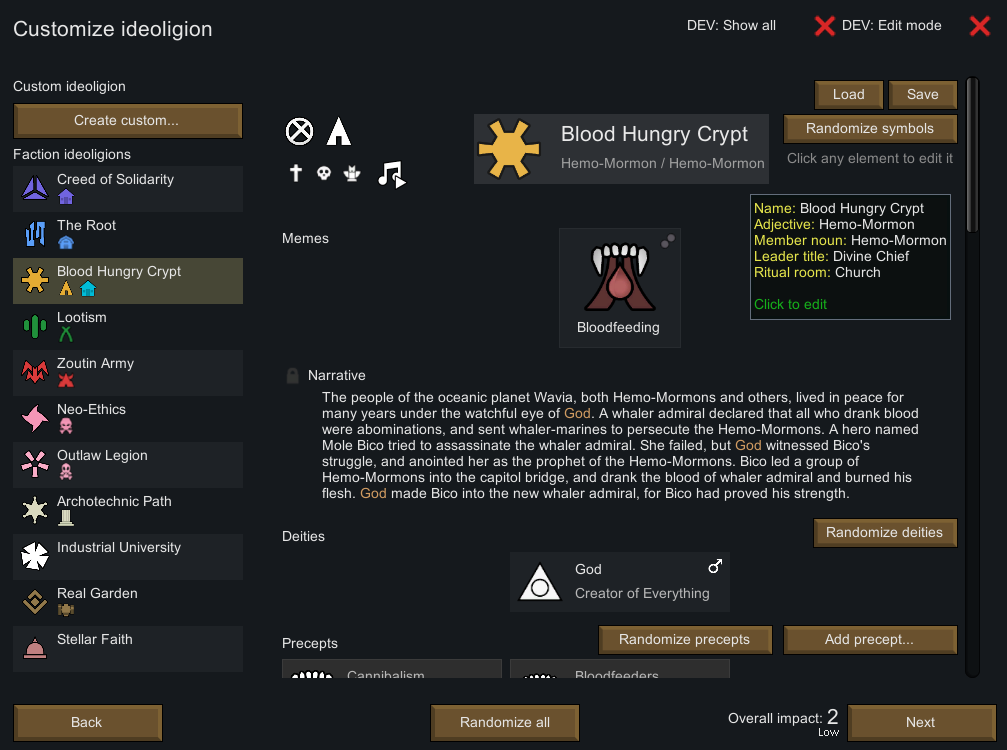 Customize ideoligion
DEV: Show all
DEV: Edit mode
Custom ideoligion
Create custom...
Faction ideoligions
Creed of Solidarity
The Root
Blood Hungry Crypt
Lootism
Zoutin Army
Neo-Ethics
Outlaw Legion
Archotechnic Path
Industrial University
Real Garden
Stellar Faith
Load
Save
Blood Hungry Crypt
Hemo-Mormon / Hemo-Mormon
Randomize symbols
Click any element to edit it
Name: Blood Hungry Crypt
Adjective: Hemo-Mormon
Member noun: Hemo-Mormon
Leader title: Divine Chief
Ritual room: Church
Click to edit
Memes
Bloodfeeding
Narrative
The people of the oceanic planet Wavia, both Hemo-Mormons and others, lived in peace for
many years under the watchful eye of God. A whaler admiral declared that all who drank blood
were abominations, and sent whaler-marines to persecute the Hemo-Mormons. A hero named
Mole Bico tried to assassinate the whaler admiral. She failed, but God witnessed Bico's
struggle, and anointed her as the prophet of the Hemo-Mormons. Bico led a group of
Hemo-Mormons into the capitol bridge, and drank the blood of whaler admiral and burned his
flesh. God made Bico into the new whaler admiral, for Bico had proved his strength.
Deities
Randomize deities
God
Creator of Everything
Precepts
Randomize precepts
Add precept...
Cannibalism
Bloodfeeders
Back
Randomize all
Overall impact: 2
Low
Next